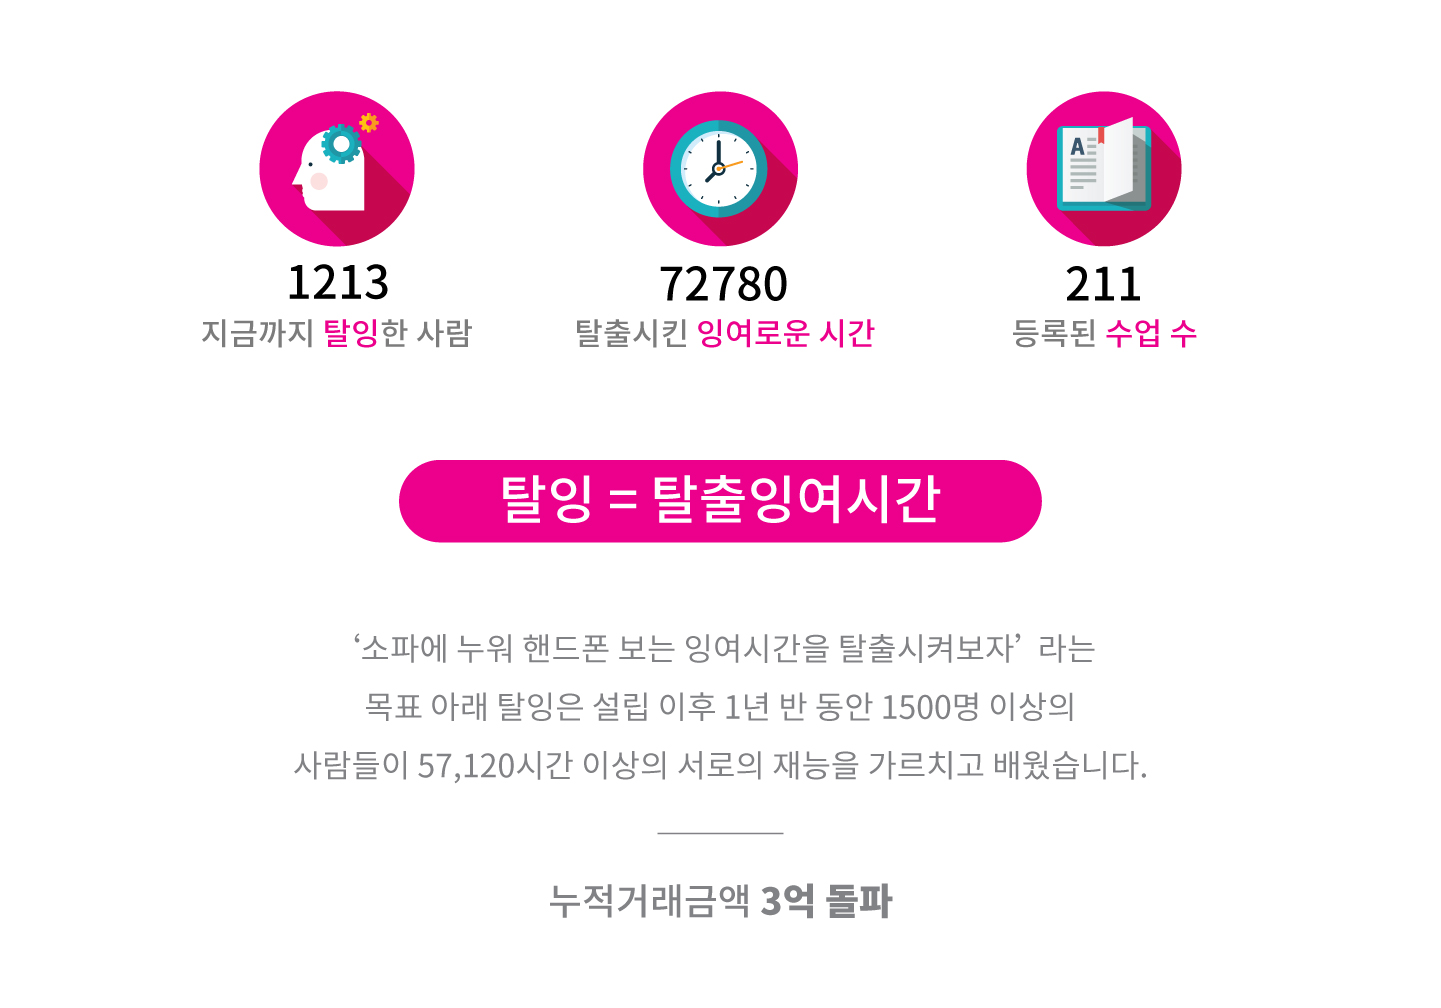 A
1213
지금까지 탈잉한 사람
72780
탈출시킨 잉여로운 시간
211
등록된 수업 수
탈잉 = 탈출잉여시간
‘소파에 누워 핸드폰 보는 잉여시간을 탈출시켜보자’ 라는
목표 아래 탈잉은 설립 이후 1년 반 동안 1500명 이상의
사람들이 57,120시간 이상의 서로의 재능을 가르치고 배웠습니다.
누적거래금액 3억 돌파